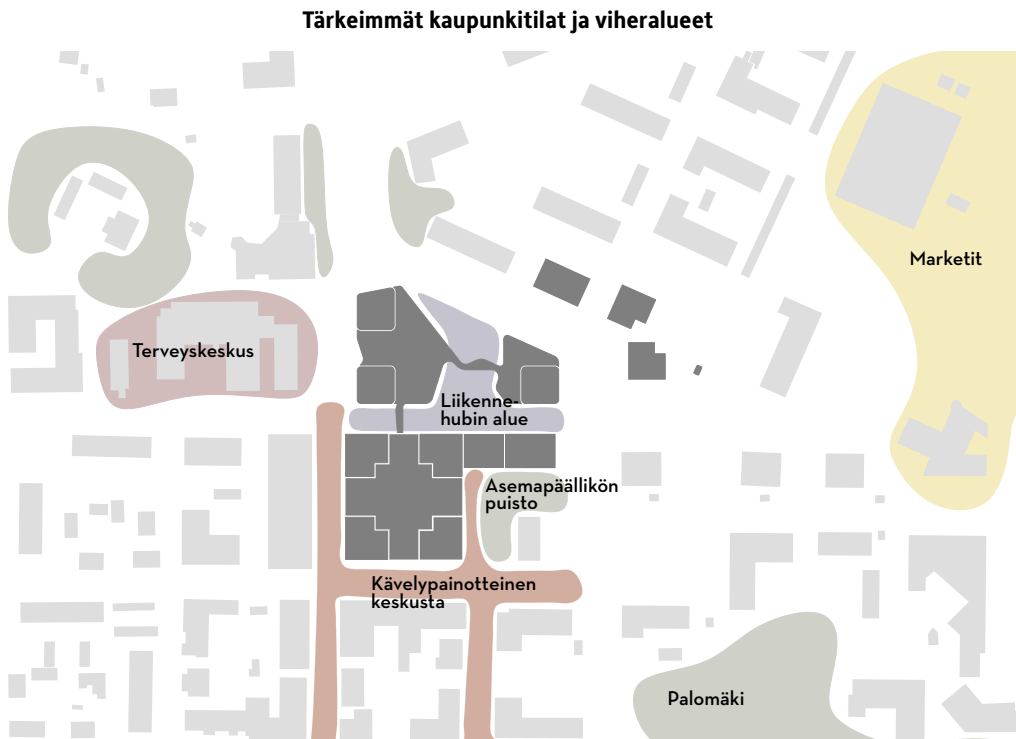 Tärkeimmät kaupunkitilat ja viheralueet
Marketit
Terveyskeskus
Liikenne-
hubin alue
Asemapäällikön
puisto
Kävelypainotteinen
keskusta
Palomäki